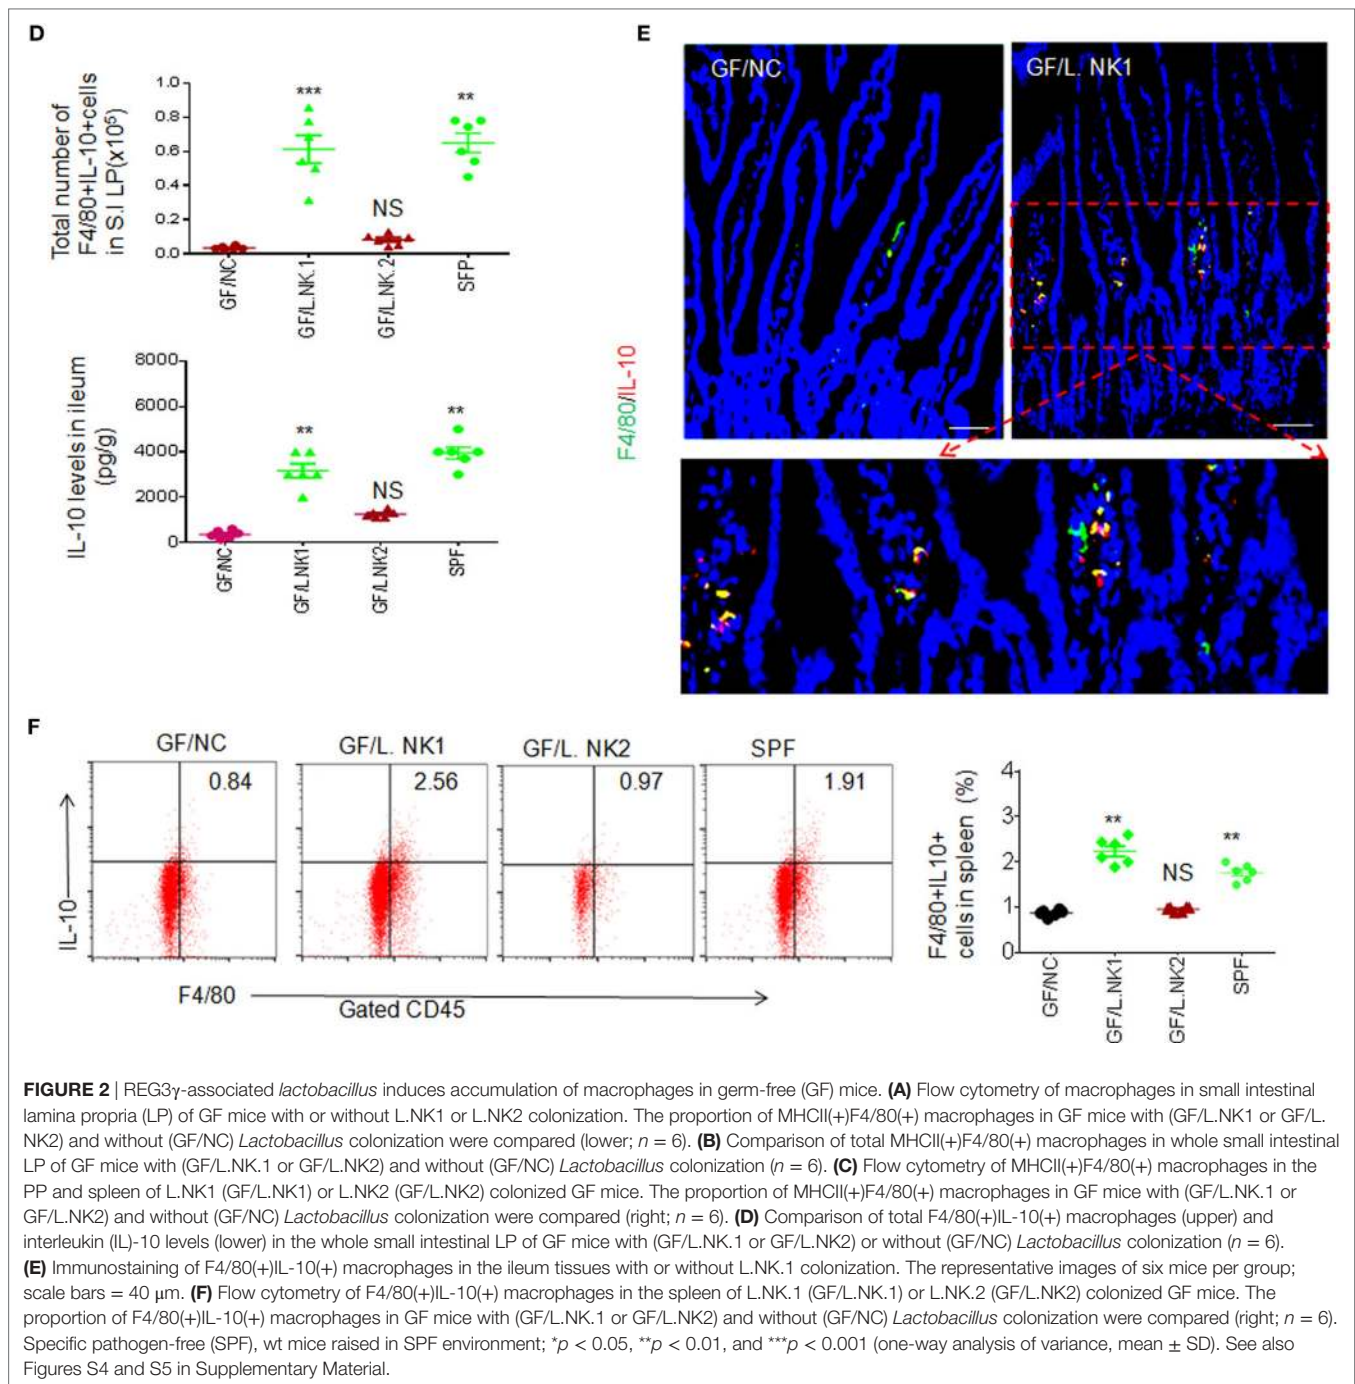 D
Total number of
F4/80+IL-10+cells
in S.I LP(x10⁵)
1.0
0.8
0.6
0.4
0.2
0.0
***
**
NS
GF/NC
GF/L.NK.1
GF/L.NK.2
SFP
IL-10 levels in ileum
(pg/g)
8000
6000
4000
2000
0
**
**
NS
GF/NC
GF/L.NK1
GF/L.NK2
SPF
E
F4/80/IL-10
GF/NC
GF/L. NK1
F
GF/NC
GF/L. NK1
GF/L. NK2
SPF
0.84
2.56
0.97
1.91
IL-10
F4/80
Gated CD45
F4/80+IL10+
cells in spleen (%)
4
3
2
1
0
**
**
NS
GF/NC
GF/L.NK1
GF/L.NK2
SPF
FIGURE 2 | REG3γ-associated lactobacillus induces accumulation of macrophages in germ-free (GF) mice. (A) Flow cytometry of macrophages in small intestinal
lamina propria (LP) of GF mice with or without L.NK1 or L.NK2 colonization. The proportion of MHCII(+)F4/80(+) macrophages in GF mice with (GF/L.NK1 or GF/L.
NK2) and without (GF/NC) Lactobacillus colonization were compared (lower; n = 6). (B) Comparison of total MHCII(+)F4/80(+) macrophages in whole small intestinal
LP of GF mice with (GF/L.NK.1 or GF/L.NK2) and without (GF/NC) Lactobacillus colonization (n = 6). (C) Flow cytometry of MHCII(+)F4/80(+) macrophages in the
PP and spleen of L.NK1 (GF/L.NK1) or L.NK2 (GF/L.NK2) colonized GF mice. The proportion of MHCII(+)F4/80(+) macrophages in GF mice with (GF/L.NK.1 or
GF/L.NK2) and without (GF/NC) Lactobacillus colonization were compared (right; n = 6). (D) Comparison of total F4/80(+)IL-10(+) macrophages (upper) and
interleukin (IL)-10 levels (lower) in the whole small intestinal LP of GF mice with (GF/L.NK.1 or GF/L.NK2) or without (GF/NC) Lactobacillus colonization (n = 6).
(E) Immunostaining of F4/80(+)IL-10(+) macrophages in the ileum tissues with or without L.NK.1 colonization. The representative images of six mice per group;
scale bars = 40 μm. (F) Flow cytometry of F4/80(+)IL-10(+) macrophages in the spleen of L.NK.1 (GF/L.NK.1) or L.NK.2 (GF/L.NK2) colonized GF mice. The
proportion of F4/80(+)IL-10(+) macrophages in GF mice with (GF/L.NK.1 or GF/L.NK2) and without (GF/NC) Lactobacillus colonization were compared (right; n = 6).
Specific pathogen-free (SPF), wt mice raised in SPF environment; *p < 0.05, **p < 0.01, and ***p < 0.001 (one-way analysis of variance, mean ± SD). See also
Figures S4 and S5 in Supplementary Material.